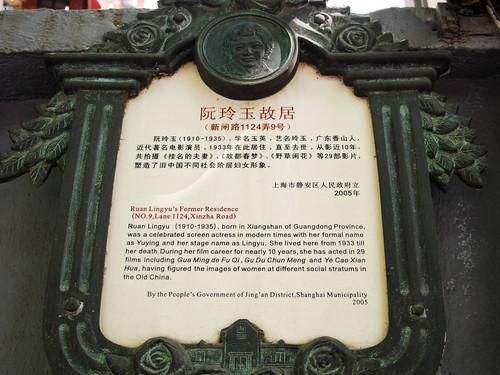 阮玲玉故居
(新闸路1124弄9号)
阮玲玉(1910-1935)，学名玉英，艺名玲玉，广东香山人，
近代著名电影演员，1933年在此居住，直至去世。从影近10年，
共拍摄《挂名的夫妻》、《故都春梦》、《野草闲花》等29部影片，
塑造了旧中国不同社会阶层妇女形象。
上海市静安区人民政府立
2005年
Ruan Lingyu's Former Residence
(NO.9,Lane 1124,Xinzha Road)
Ruan Lingyu (1910-1935), born in Xiangshan of Guangdong Province,
was a celebrated screen actress in modern times with her formal name
as Yuying and her stage name as Lingyu. She lived here from 1933 till
her death.During her film career for nearly 10 years,she has acted in 29
films including Gua Ming de Fu Qi , Gu Du Chun Meng and Ye Cao Xian
Hua, having figured the images of women at different social stratums in
the Old China.
By the People's Government of Jing'an District,Shanghai Municipality
2005